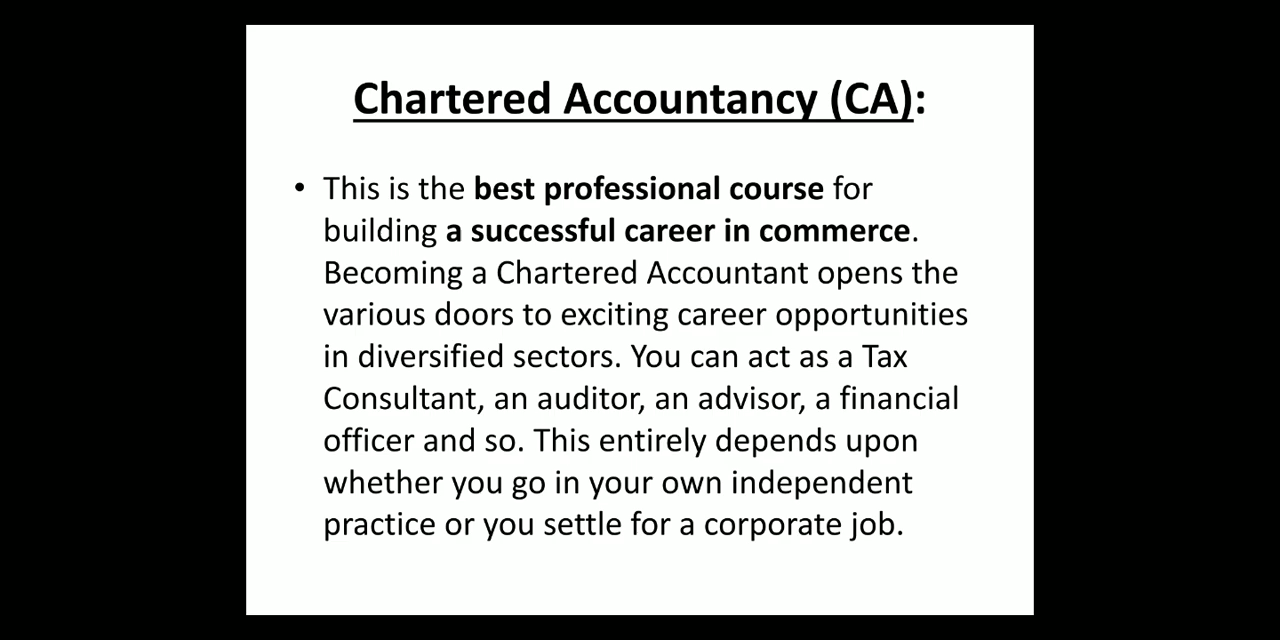 Chartered Accountancy (CA):
• This is the best professional course for
building a successful career in commerce.
Becoming a Chartered Accountant opens the
various doors to exciting career opportunities
in diversified sectors. You can act as a Tax
Consultant, an auditor, an advisor, a financial
officer and so. This entirely depends upon
whether you go in your own independent
practice or you settle for a corporate job.